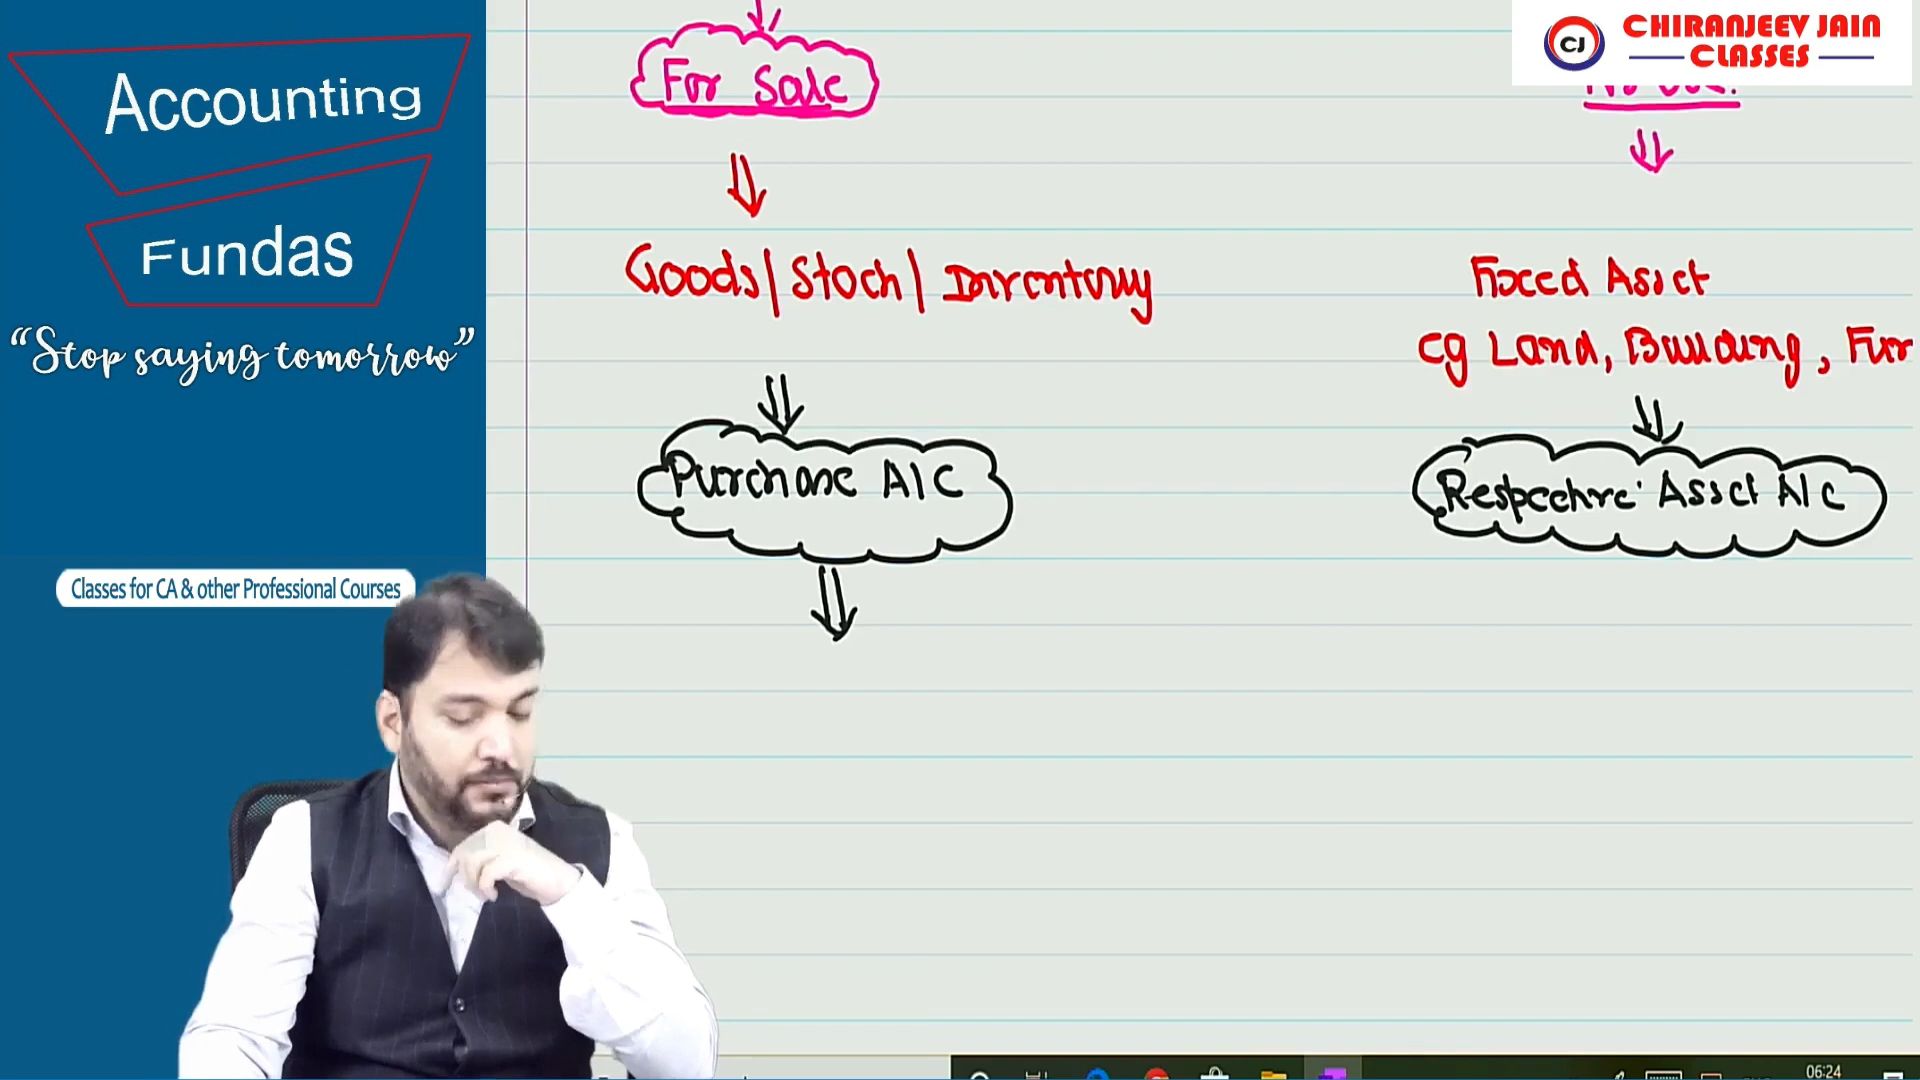 Accounting
Fundas
“Stop saying tomorrow”
Classes for CA & other Professional Courses
CJ
CHIRANJEEV JAIN
CLASSES
For Sale
Goods/Stock/Inventory
Purchase A/C
Fixed Asset
eg Land, Building, Fur
Respective Asset A/C
06:24